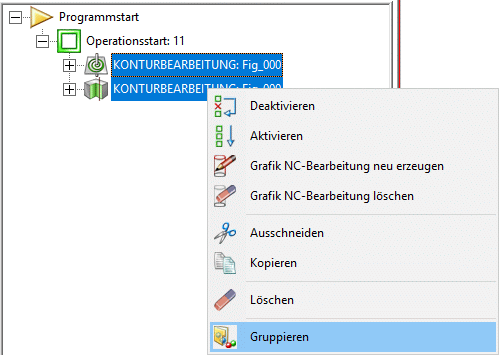 Programmstart
Operationsstart: 11
KONTURBEARBEITUNG: Fig_000
KONTURBEARBEITUNG: Fig_000
Deaktivieren
Aktivieren
Grafik NC-Bearbeitung neu erzeugen
Grafik NC-Bearbeitung löschen
Ausschneiden
Kopieren
Löschen
Gruppieren